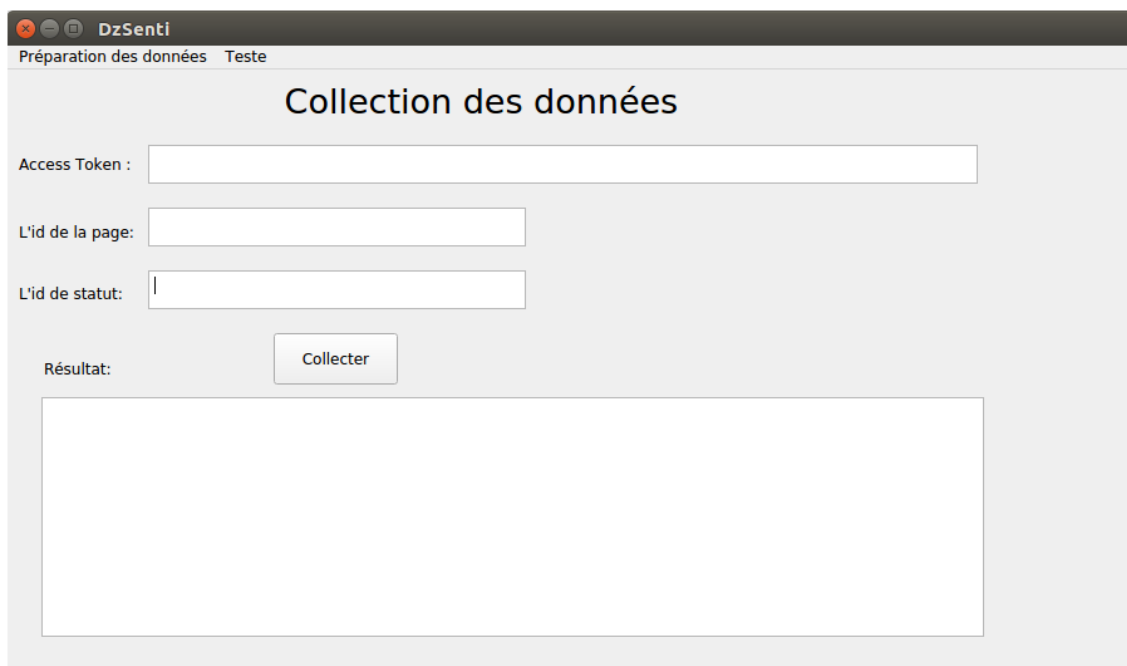 DzSenti
Préparation des données Teste
Collection des données
Access Token :
L'id de la page:
L'id de statut:
Collecter
Résultat: